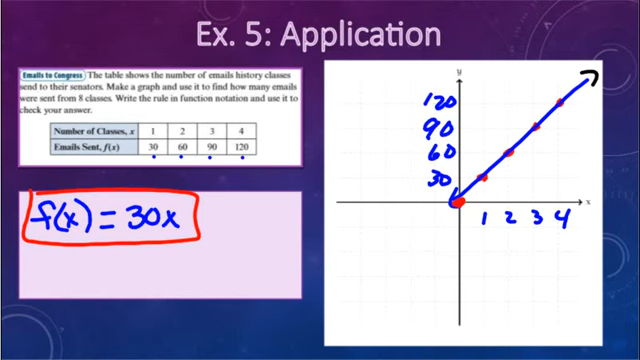 Ex. 5: Application
Emails to Congress The table shows the number of emails history classes
send to their senators. Make a graph and use it to find how many emails
were sent from 8 classes. Write the rule in function notation and use it to
check your answer.
Number of Classes, x 1 2 3 4
Emails Sent, f(x) 30 60 90 120
f(x) = 30x
y
120
90
60
30
x
1 2 3 4